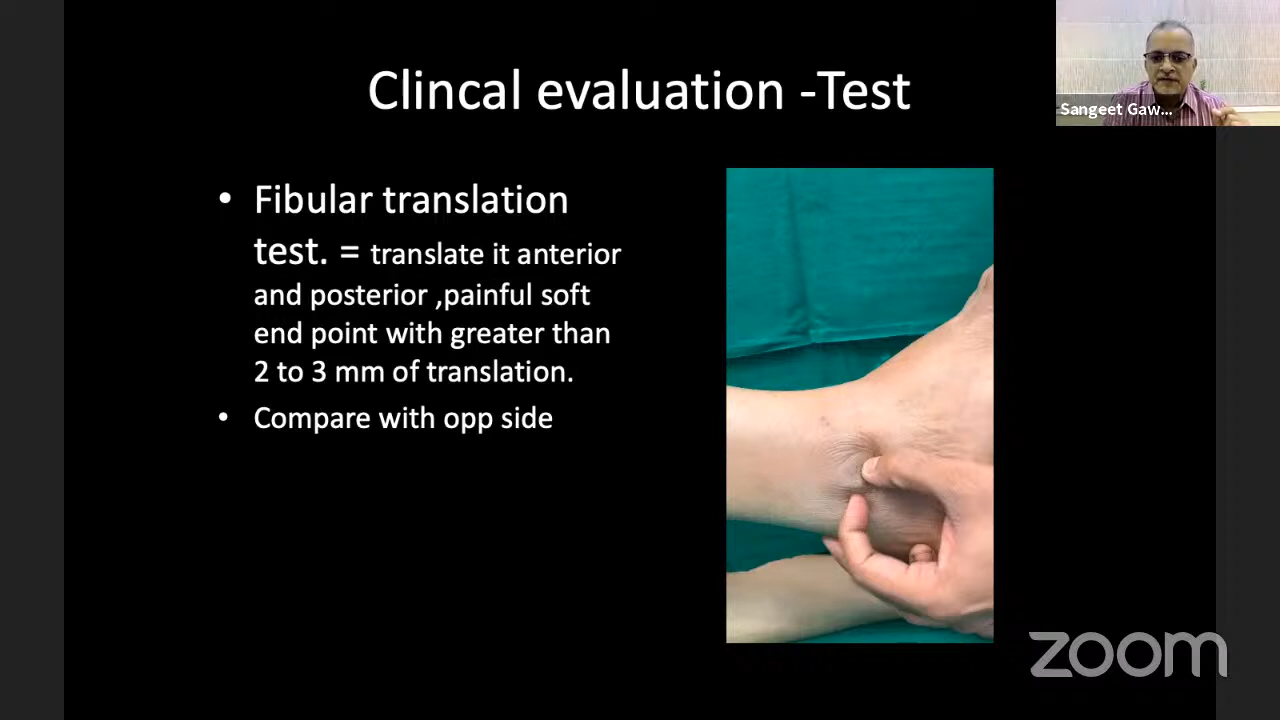 Clincal evaluation -Test
Sangeet Gaw...
• Fibular translation
test. = translate it anterior
and posterior ,painful soft
end point with greater than
2 to 3 mm of translation.
• Compare with opp side
zoom